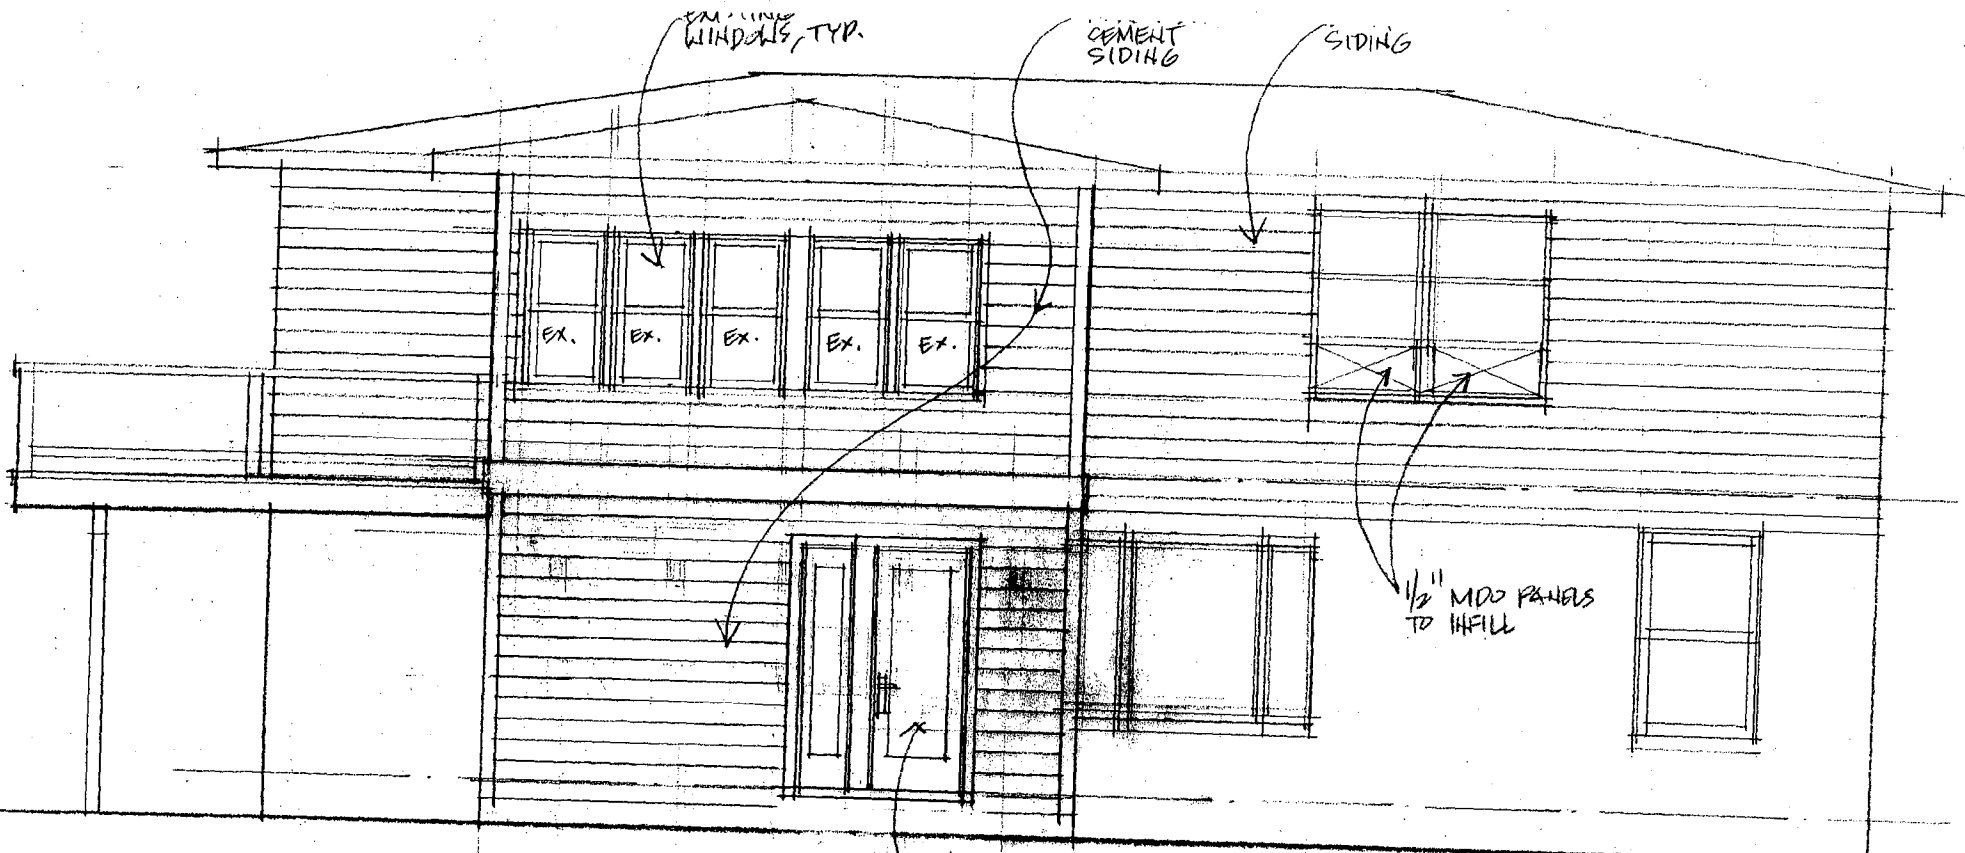 WINDOWS, TYP.
CEMENT
SIDING
SIDING
EX.
EX.
EX.
EX.
EX.
1/2" MDO PANELS
TO INFILL